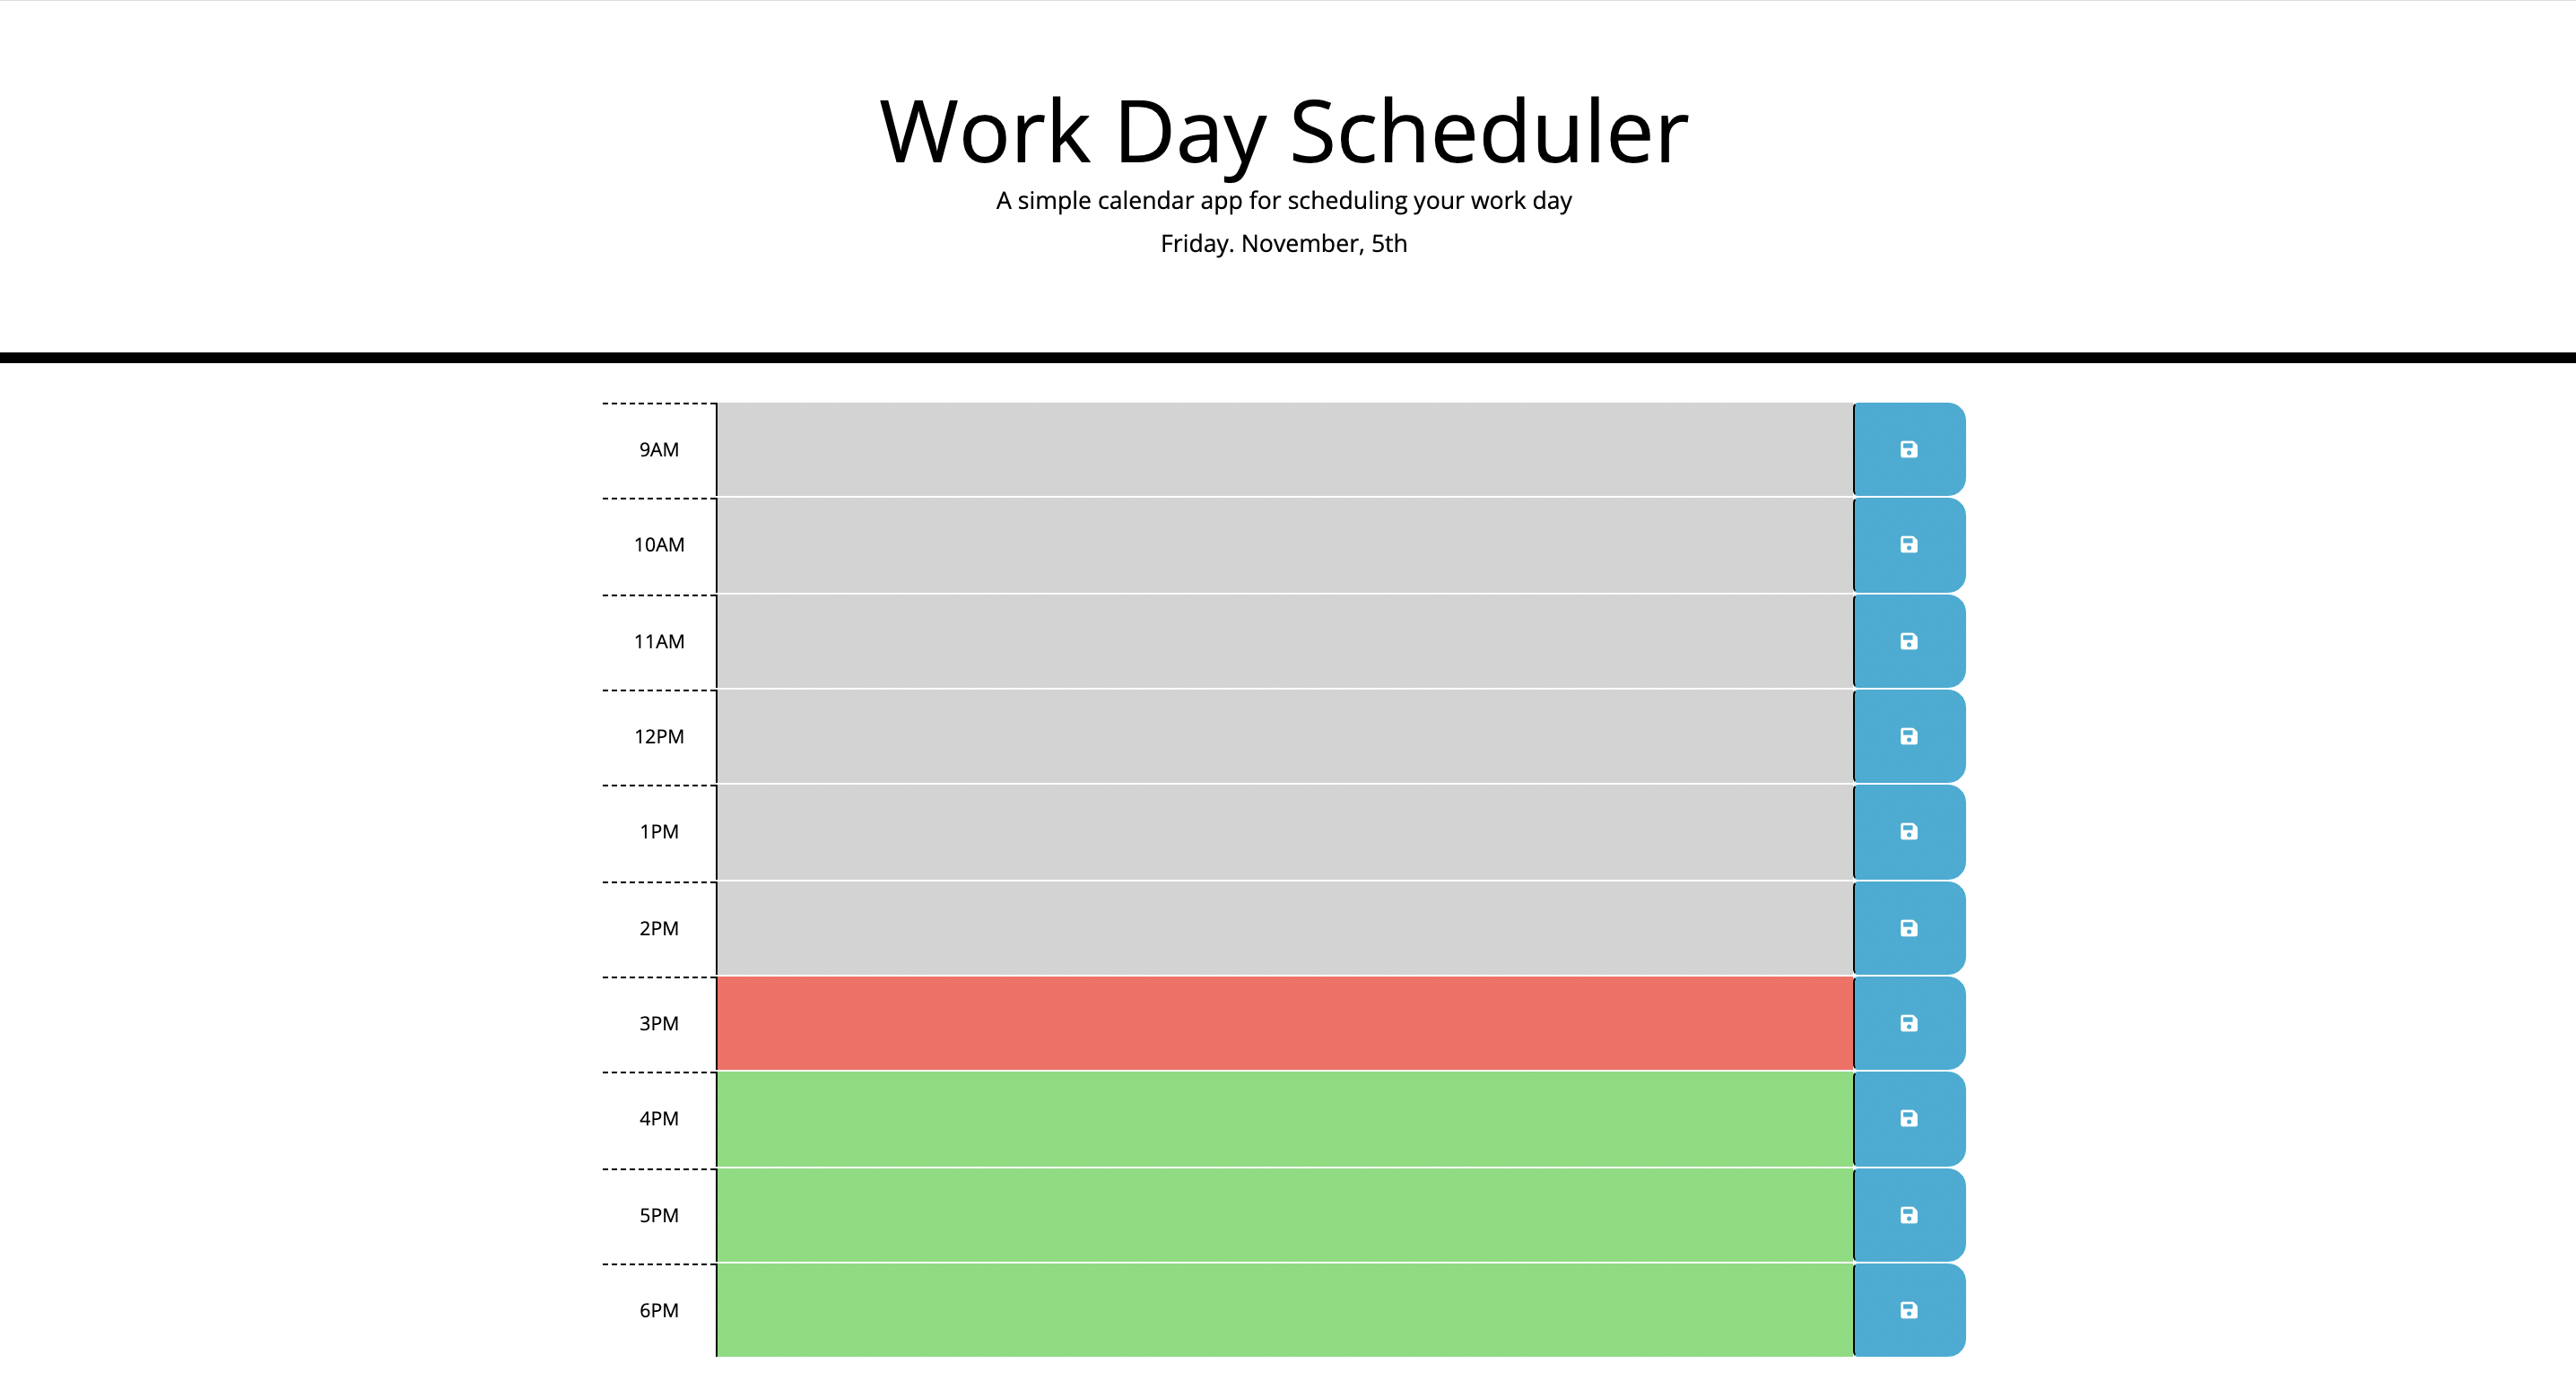 Work Day Scheduler
A simple calendar app for scheduling your work day
Friday. November, 5th
9AM
10AM
11AM
12PM
1PM
2PM
3PM
4PM
5PM
6PM